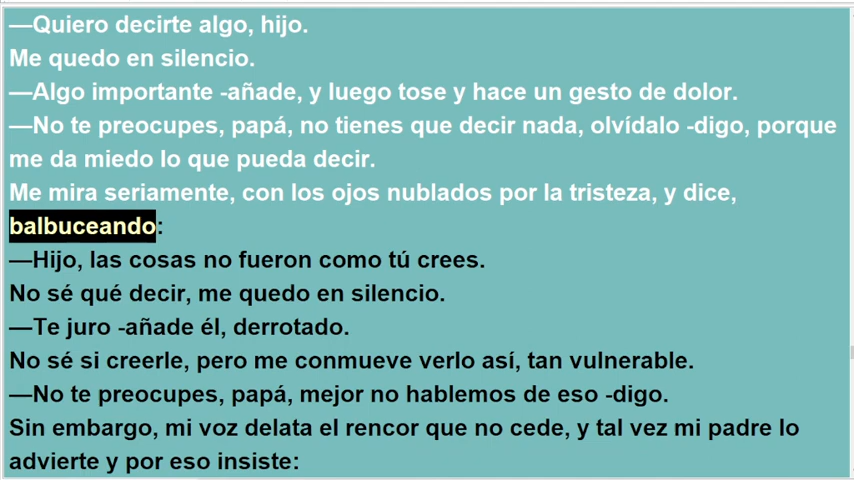 —Quiero decirte algo, hijo.
Me quedo en silencio.
—Algo importante -añade, y luego tose y hace un gesto de dolor.
—No te preocupes, papá, no tienes que decir nada, olvídalo -digo, porque
me da miedo lo que pueda decir.
Me mira seriamente, con los ojos nublados por la tristeza, y dice,
balbuceando:
—Hijo, las cosas no fueron como tú crees.
No sé qué decir, me quedo en silencio.
—Te juro -añade él, derrotado.
No sé si creerle, pero me conmueve verlo así, tan vulnerable.
—No te preocupes, papá, mejor no hablemos de eso -digo.
Sin embargo, mi voz delata el rencor que no cede, y tal vez mi padre lo
advierte y por eso insiste: